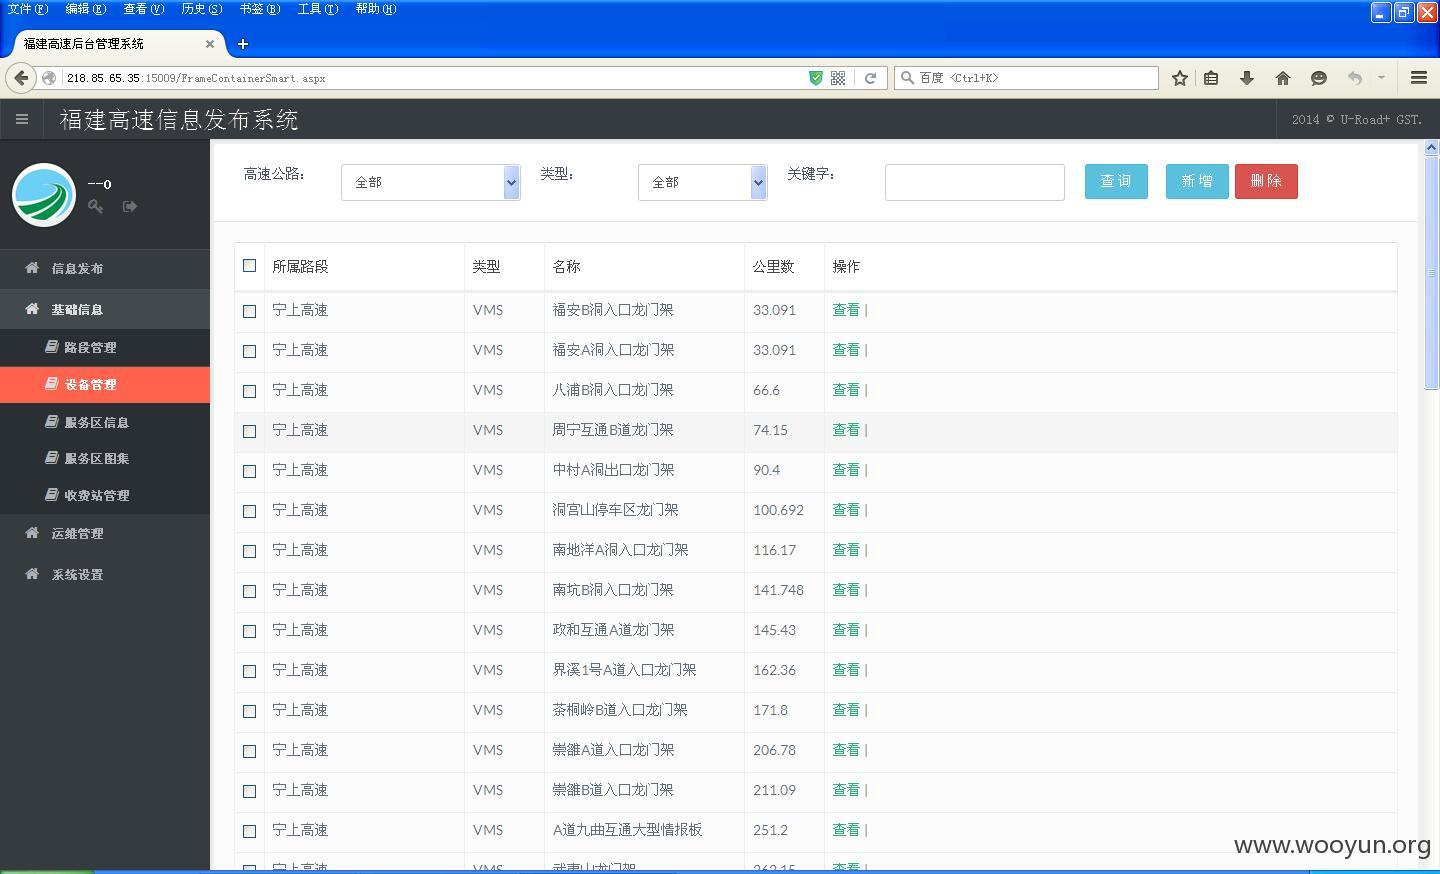 文件(F) 编辑(E) 查看(V) 历史(S) 书签(B) 工具(T) 帮助(H)
福建高速后台管理系统
218.85.65.35:15009/FrameContainerSmart.aspx
百度 <Ctrl+K>
福建高速信息发布系统
2014 © U-Road+ GST.
--0
信息发布
基础信息
路段管理
设备管理
服务区信息
服务区图集
收费站管理
运维管理
系统设置
高速公路： 全部 类型： 全部 关键字： 查询 新增 删除
所属路段 类型 名称 公里数 操作
宁上高速 VMS 福安B洞入口龙门架 33.091 查看 |
宁上高速 VMS 福安A洞入口龙门架 33.091 查看 |
宁上高速 VMS 八浦B洞入口龙门架 66.6 查看 |
宁上高速 VMS 周宁互通B道龙门架 74.15 查看 |
宁上高速 VMS 中村A洞出口龙门架 90.4 查看 |
宁上高速 VMS 洞宫山停车区龙门架 100.692 查看 |
宁上高速 VMS 南地洋A洞入口龙门架 116.17 查看 |
宁上高速 VMS 南坑B洞入口龙门架 141.748 查看 |
宁上高速 VMS 政和互通A道龙门架 145.43 查看 |
宁上高速 VMS 界溪1号A道入口龙门架 162.36 查看 |
宁上高速 VMS 茶桐岭B道入口龙门架 171.8 查看 |
宁上高速 VMS 崇雒A道入口龙门架 206.78 查看 |
宁上高速 VMS 崇雒B道入口龙门架 211.09 查看 |
宁上高速 VMS A道九曲互通大型情报板 251.2 查看 |
宁上高速 VMS 武夷山龙门架 262.15 查看 |
www.wooyun.org